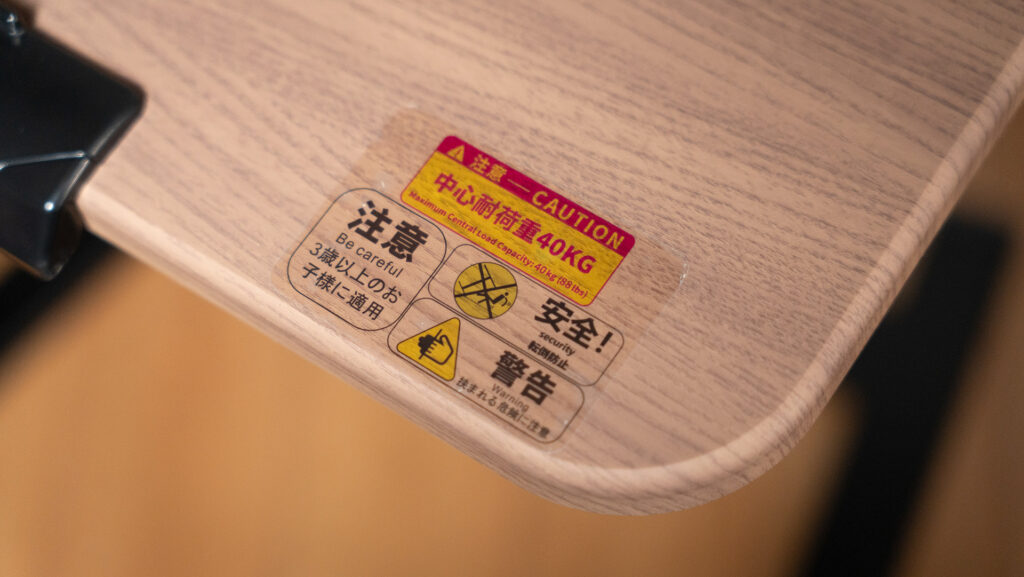 注意 — CAUTION
中心耐荷重40KG
Maximum Central Load Capacity: 40kg (88 lbs)
注意
Be careful
3歳以上のお
子様に適用
安全!
security
転倒防止
警告
Warning
挟まれる危険に注意